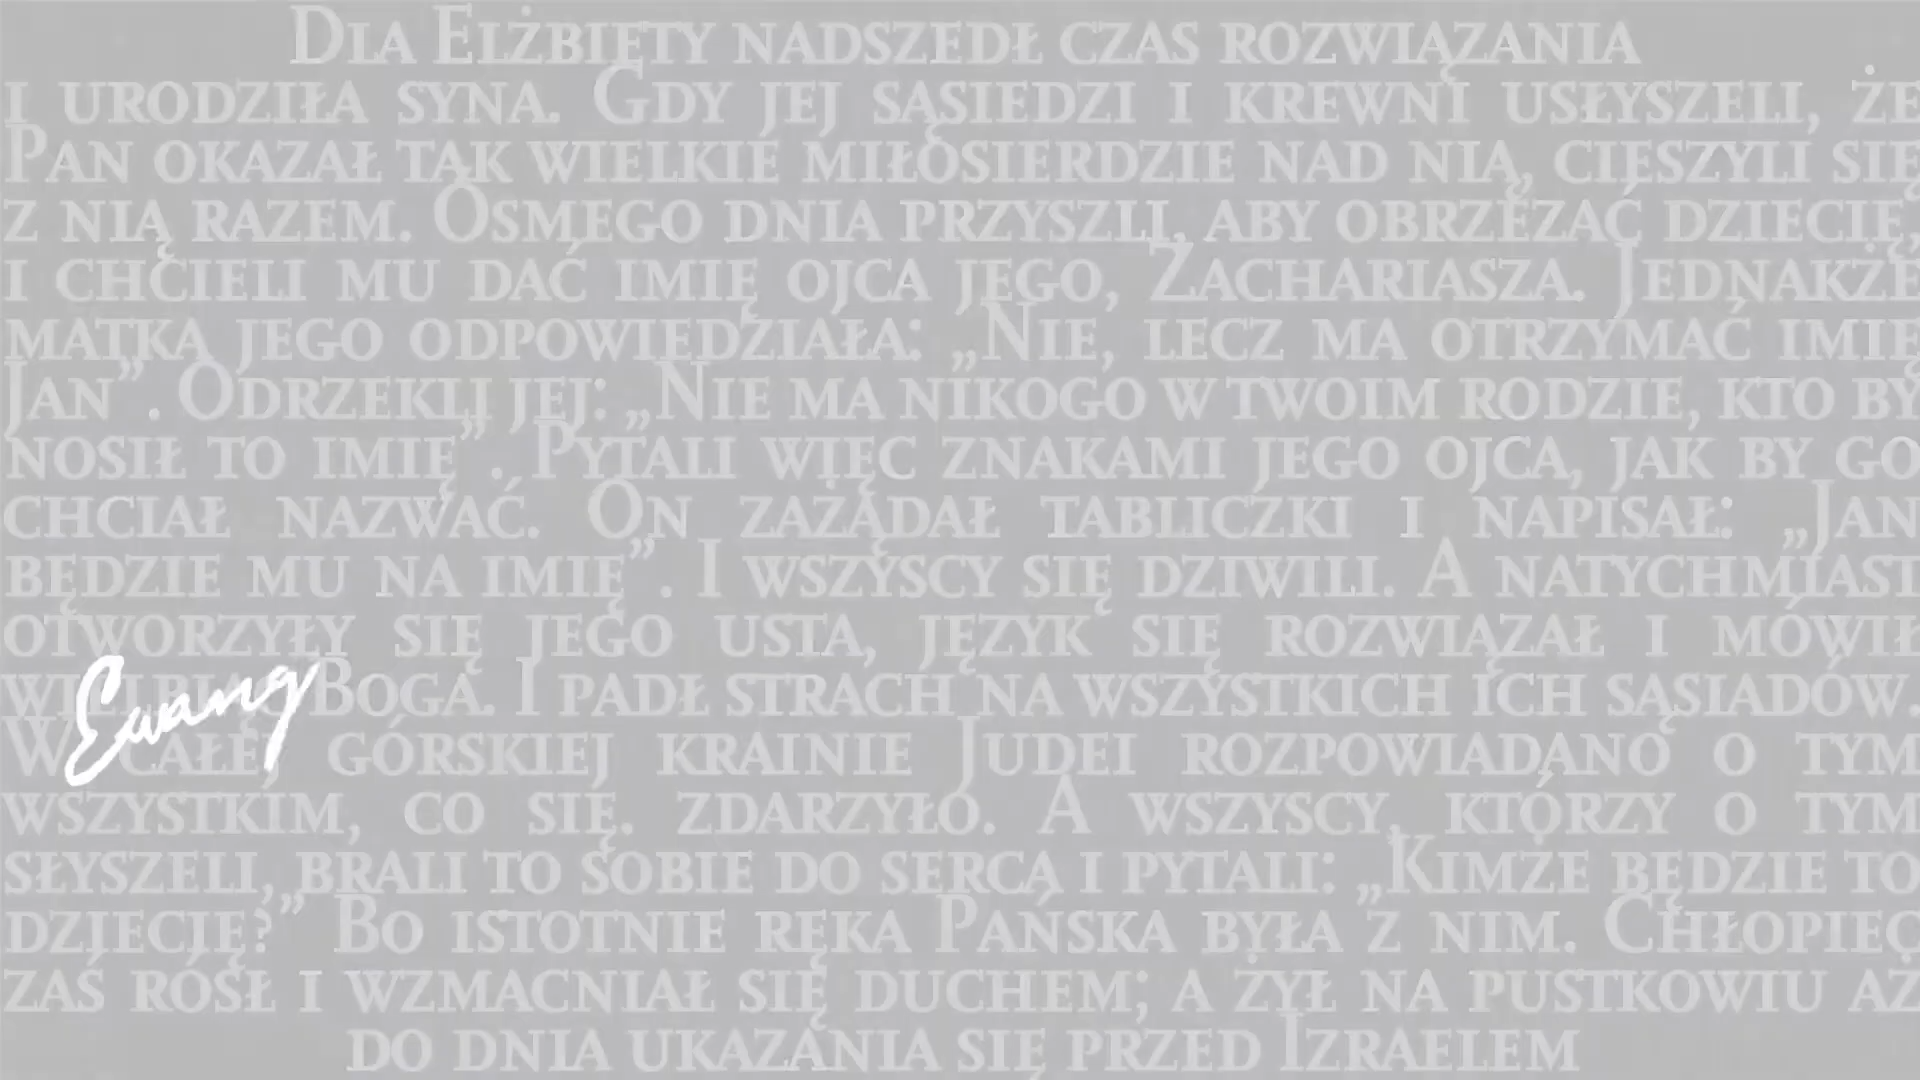 Dla Elżbiety nadszedł czas rozwiązania
i urodziła syna. Gdy jej sąsiedzi i krewni usłyszeli, że
Pan okazał tak wielkie miłosierdzie nad nią, cieszyli się
z nią razem. Ósmego dnia przyszli, aby obrzezać dziecię,
i chcieli mu dać imię ojca jego, Zachariasza. Jednakże
matka jego odpowiedziała: „Nie, lecz ma otrzymać imię
Jan”. Odrzekli jej: „Nie ma nikogo w twoim rodzie, kto by
nosił to imię”. Pytali więc znakami jego ojca, jak by go
chciał nazwać. On zażądał tabliczki i napisał: „Jan
będzie mu na imię”. I wszyscy się dziwili. A natychmiast
otworzyły się jego usta, język się rozwiązał i mówił
Boga. I padł strach na wszystkich ich sąsiadów.
W całej górskiej krainie Judei rozpowiadano o tym
wszystkim, co się. zdarzyło. A wszyscy, którzy o tym
słyszeli, brali to sobie do serca i pytali: „Kimże będzie to
dziecię?” Bo istotnie ręka Pańska była z nim. Chłopiec
zaś rósł i wzmacniał się duchem; a żył na pustkowiu aż
do dnia ukazania się przed Izraelem
Ewang